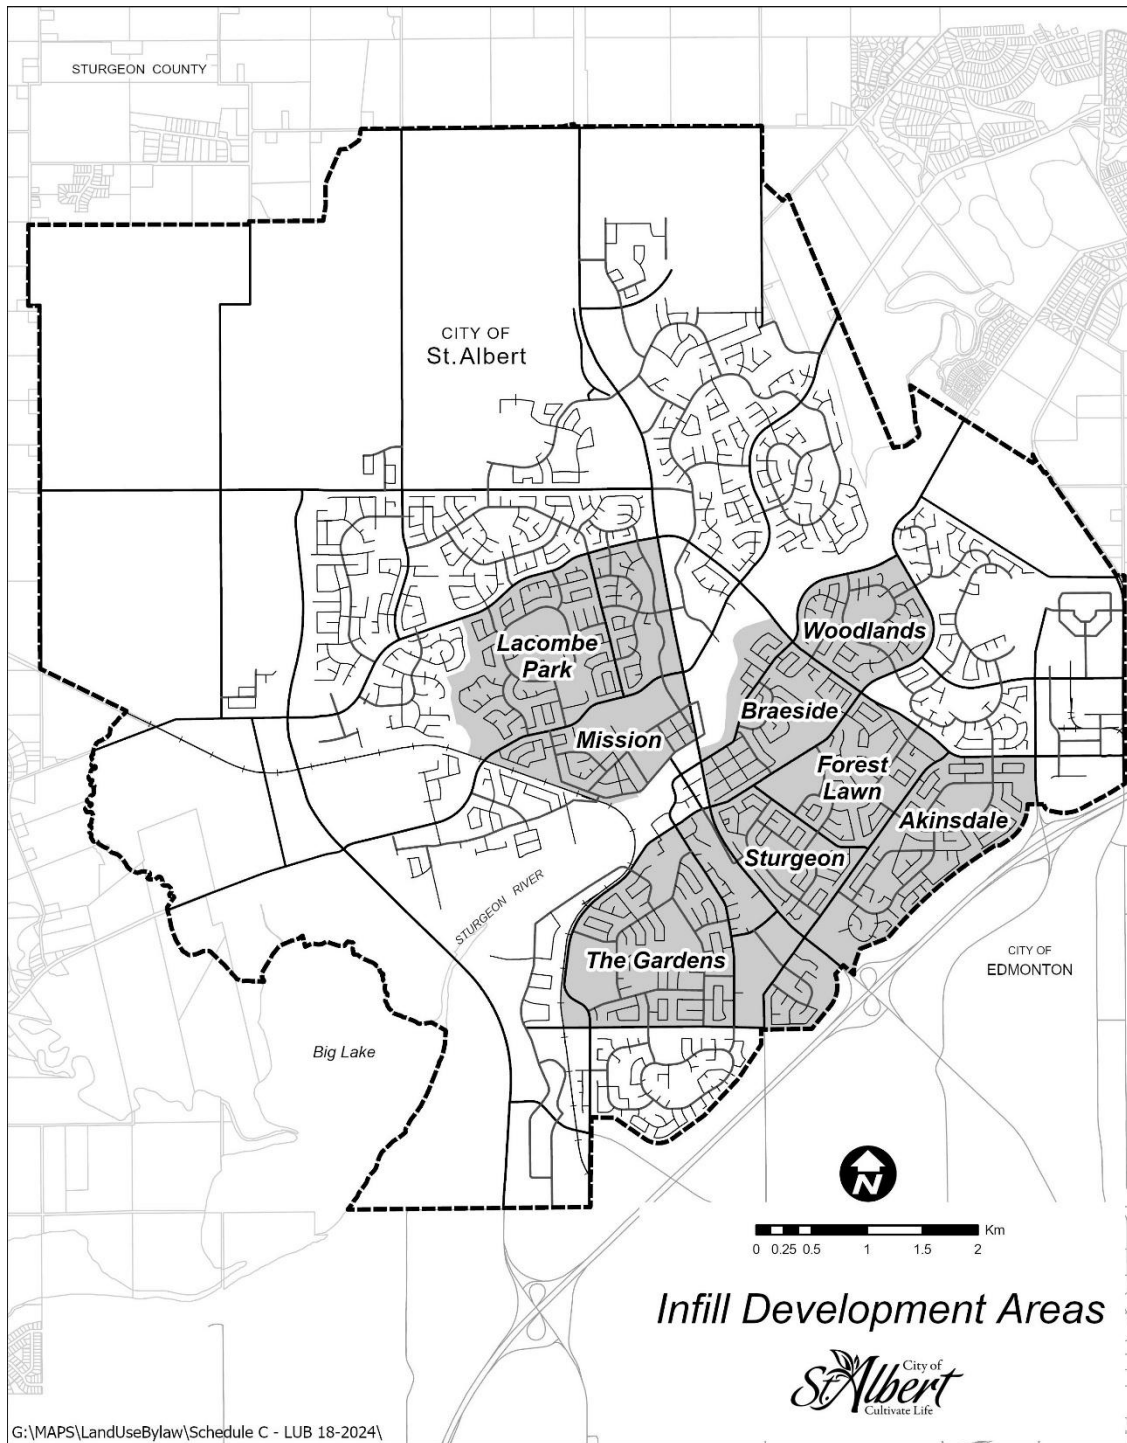 STURGEON COUNTY
CITY OF
St.Albert
Woodlands
Lacombe
Park
Braeside
Mission
Forest
Lawn
Akinsdale
Sturgeon
STURGEON RIVER
The Gardens
CITY OF
EDMONTON
Big Lake
N
Km
0 0.25 0.5 1 1.5 2
Infill Development Areas
City of
St. Albert
Cultivate Life
G:\MAPS\LandUseBylaw\Schedule C - LUB 18-2024\